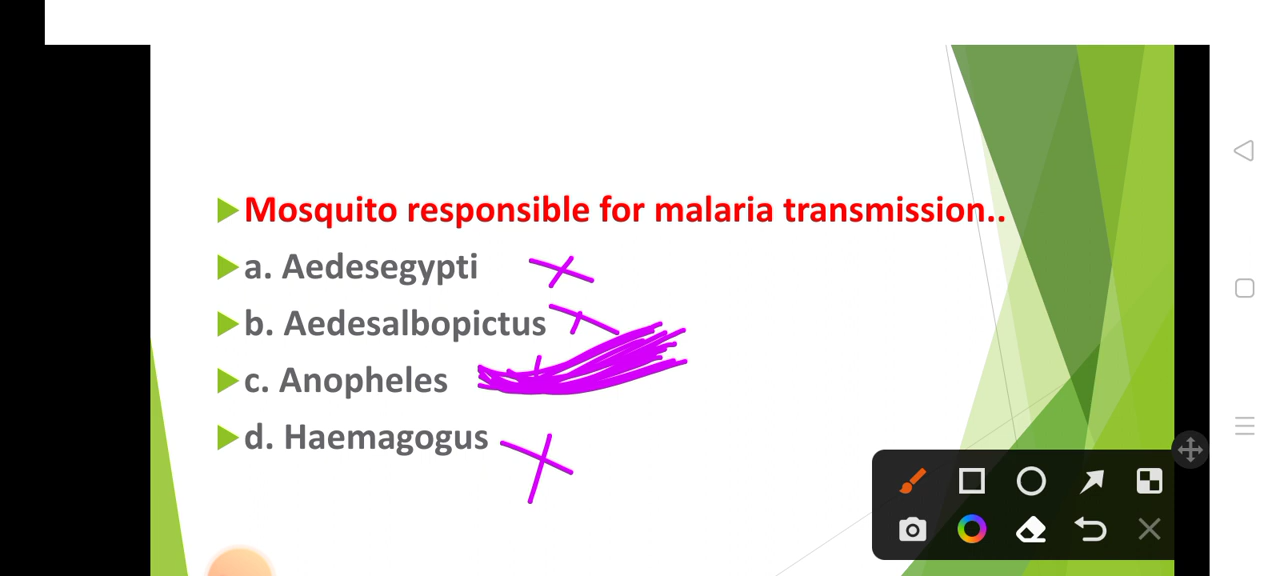 Mosquito responsible for malaria transmission..
a. Aedesegypti
b. Aedesalbopictus
c. Anopheles
d. Haemagogus